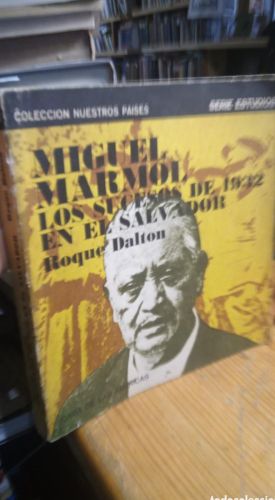 COLECCION NUESTROS PAISES
SERIE ESTUDIOS
MIGUEL
MARMOL
LOS SUCESOS DE 1932
EN EL SALVADOR
Roque Dalton